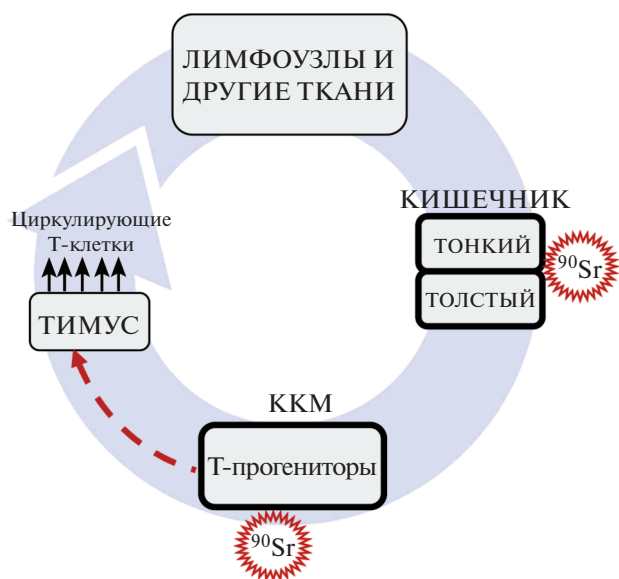 ЛИМФОУЗЛЫ И
ДРУГИЕ ТКАНИ
КИШЕЧНИК
ТОНКИЙ
⁹⁰Sr
ТОЛСТЫЙ
Циркулирующие
Т-клетки
ТИМУС
ККМ
Т-прогениторы
⁹⁰Sr